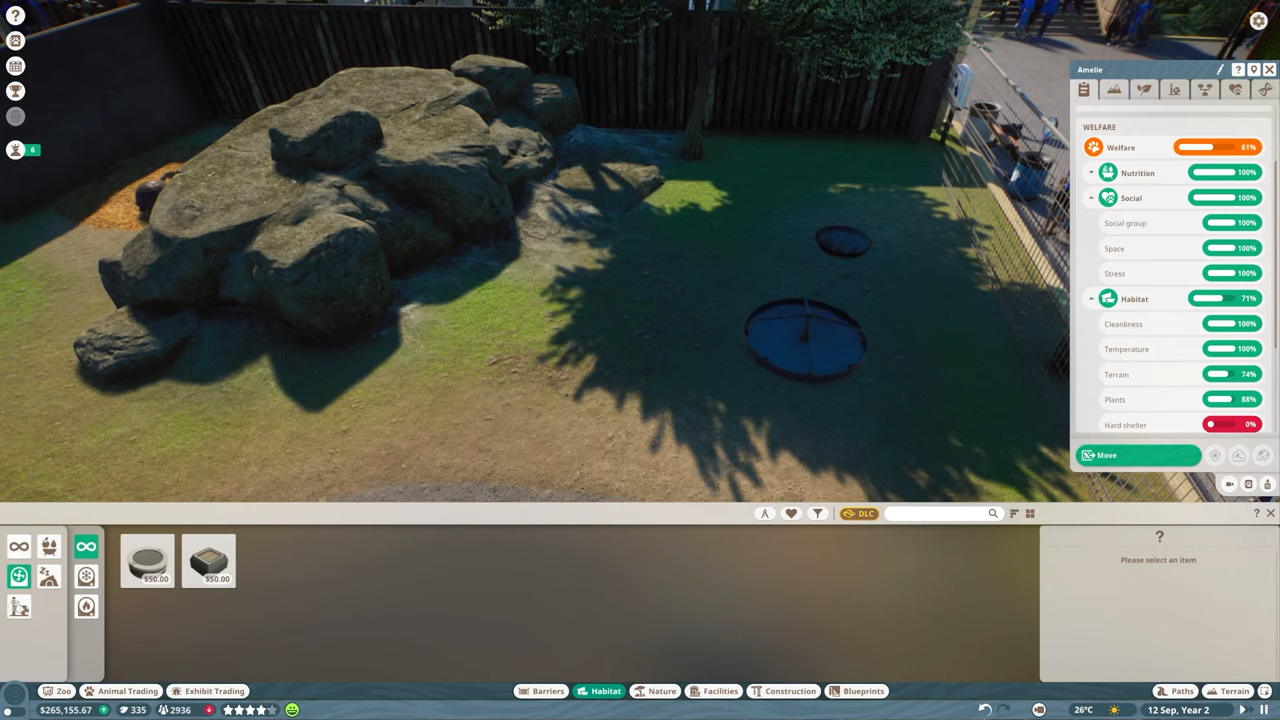 Amelie
?
6
WELFARE
Welfare 61%
Nutrition 100%
Social 100%
Social group 100%
Space 100%
Stress 100%
Habitat 71%
Cleanliness 100%
Temperature 100%
Terrain 74%
Plants 88%
Hard shelter 0%
Move
DLC
?
?
Please select an item
$50.00
$50.00
Zoo Animal Trading Exhibit Trading Barriers Habitat Nature Facilities Construction Blueprints Paths Terrain
$265,155.67 335 2936 26°C 12 Sep, Year 2